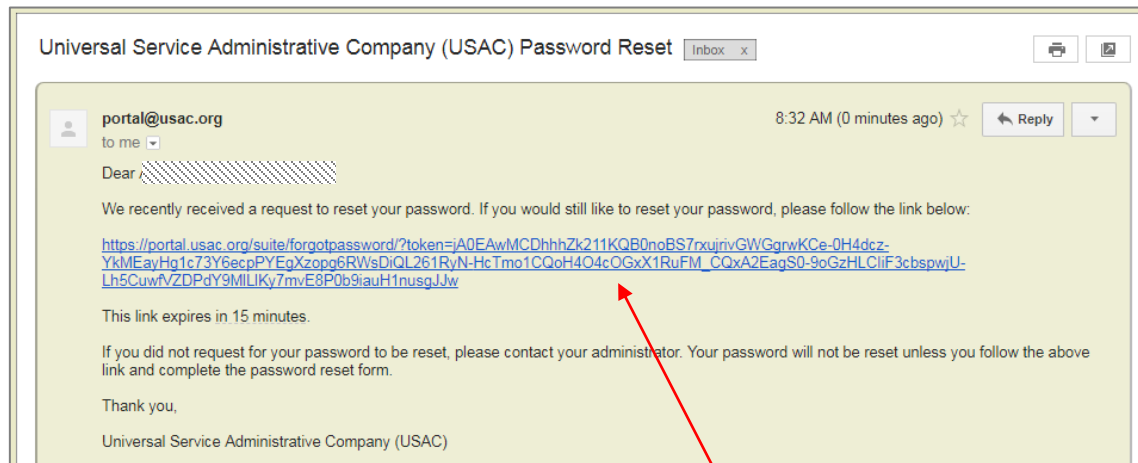 Universal Service Administrative Company (USAC) Password Reset Inbox x
portal@usac.org 8:32 AM (0 minutes ago) Reply
to me
Dear
We recently received a request to reset your password. If you would still like to reset your password, please follow the link below:
https://portal.usac.org/suite/forgotpassword/?token=jA0EAwMCDhhhZk211KQB0noBS7rxujrivGWGgrwKCe-0H4dcz-
YkMEayHg1c73Y6ecpPYEgXzopg6RWsDiQL261RyN-HcTmo1CQoH4O4cOGxX1RuFM_CQxA2EagS0-9oGzHLCIiF3cbspwjU-
Lh5CuwfVZDPdY9MILIKy7mvE8P0b9iauH1nusgJJw
This link expires in 15 minutes.
If you did not request for your password to be reset, please contact your administrator. Your password will not be reset unless you follow the above
link and complete the password reset form.
Thank you,
Universal Service Administrative Company (USAC)